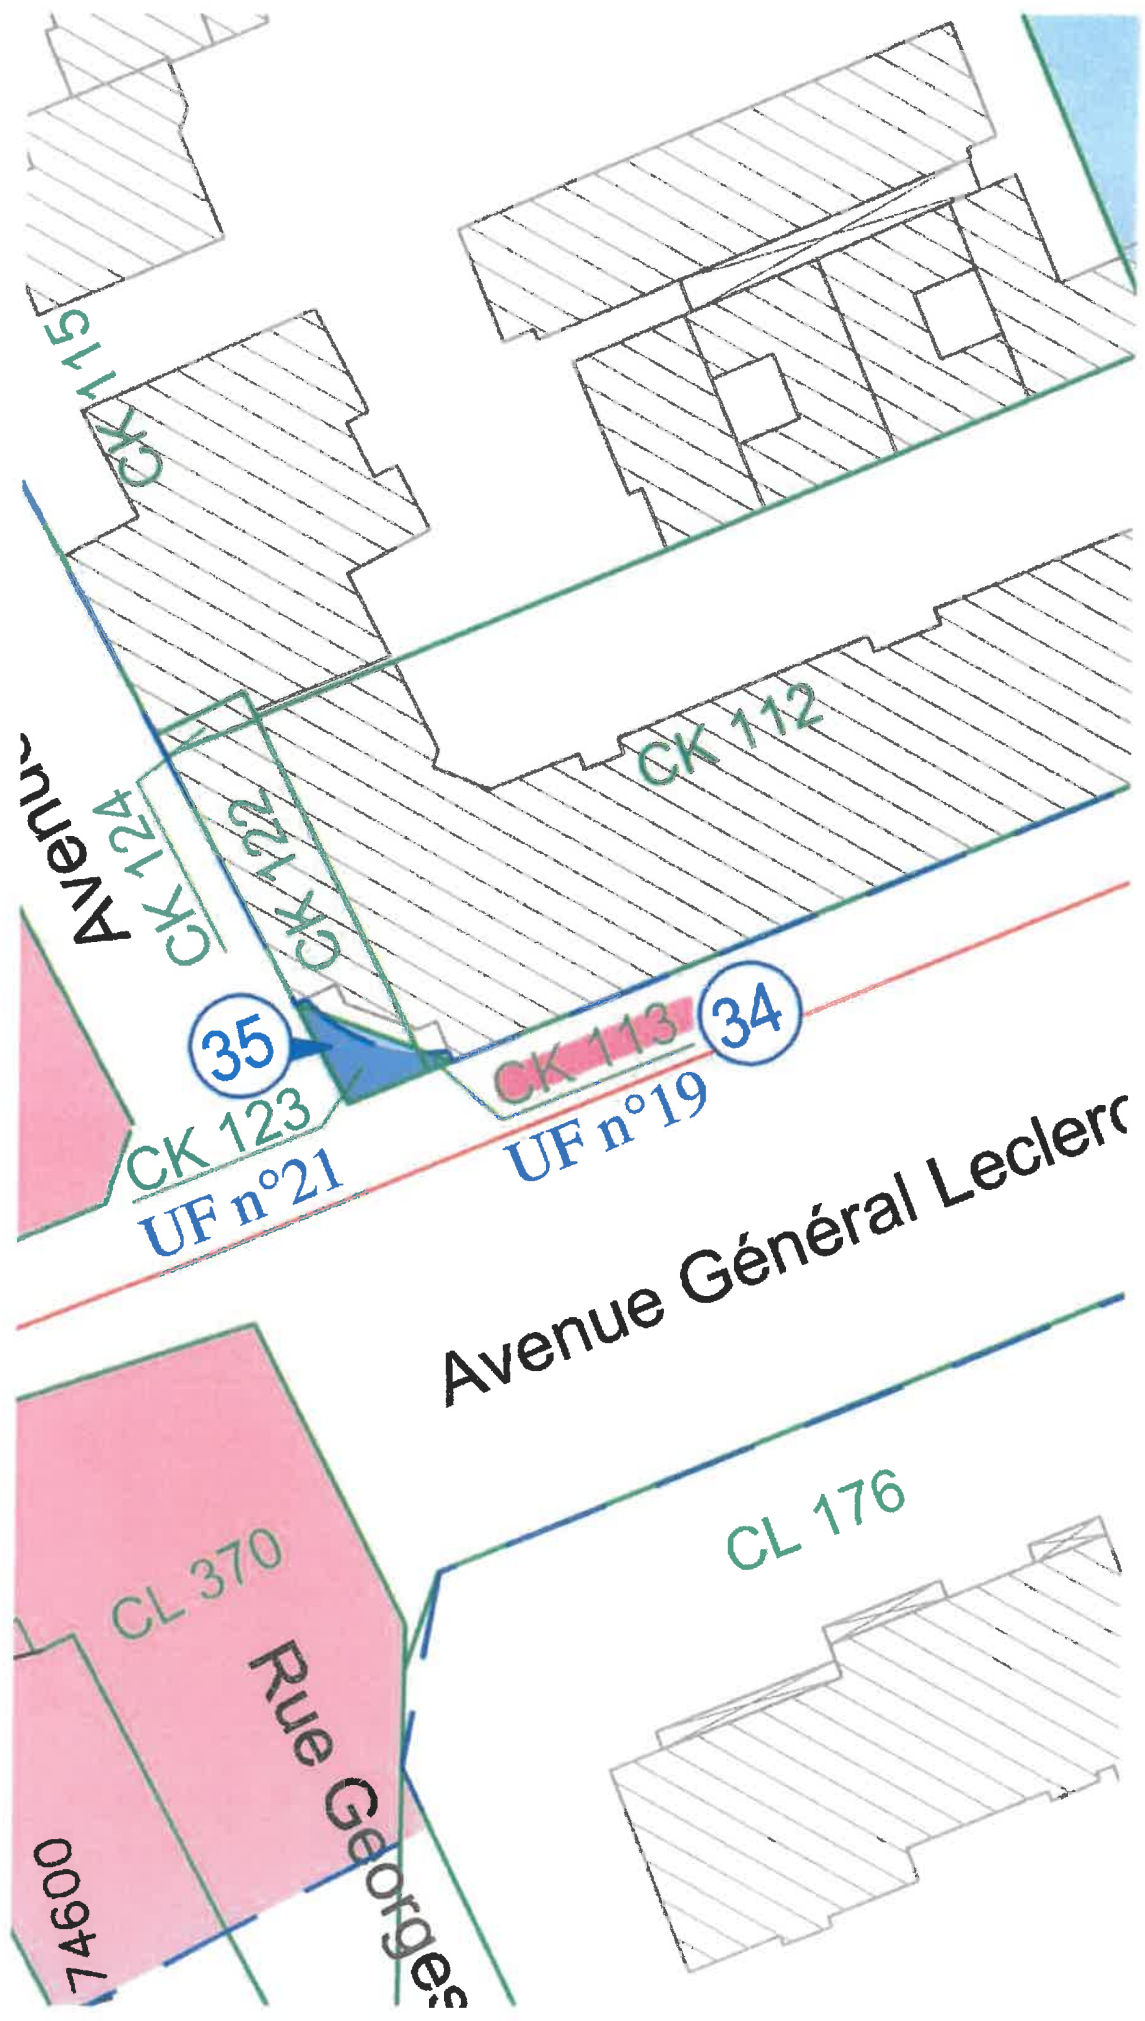 CK 115
CK 112
CK 124
CK 122
35
CK 113
34
CK 123
UF n°21
UF n°19
Avenue Général Leclerc
CL 176
CL 370
Rue Georges
74600